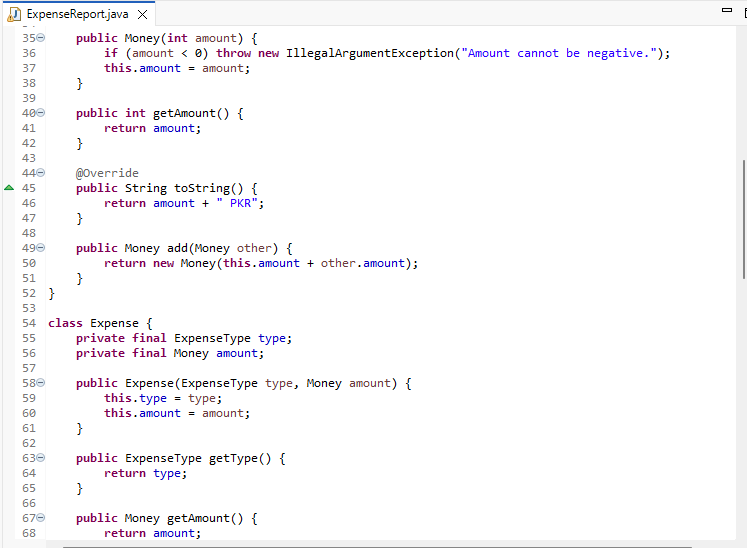 ExpenseReport.java
35 public Money(int amount) {
36 if (amount < 0) throw new IllegalArgumentException("Amount cannot be negative.");
37 this.amount = amount;
38 }
39
40 public int getAmount() {
41 return amount;
42 }
43
44 @Override
45 public String toString() {
46 return amount + " PKR";
47 }
48
49 public Money add(Money other) {
50 return new Money(this.amount + other.amount);
51 }
52 }
53
54 class Expense {
55 private final ExpenseType type;
56 private final Money amount;
57
58 public Expense(ExpenseType type, Money amount) {
59 this.type = type;
60 this.amount = amount;
61 }
62
63 public ExpenseType getType() {
64 return type;
65 }
66
67 public Money getAmount() {
68 return amount;